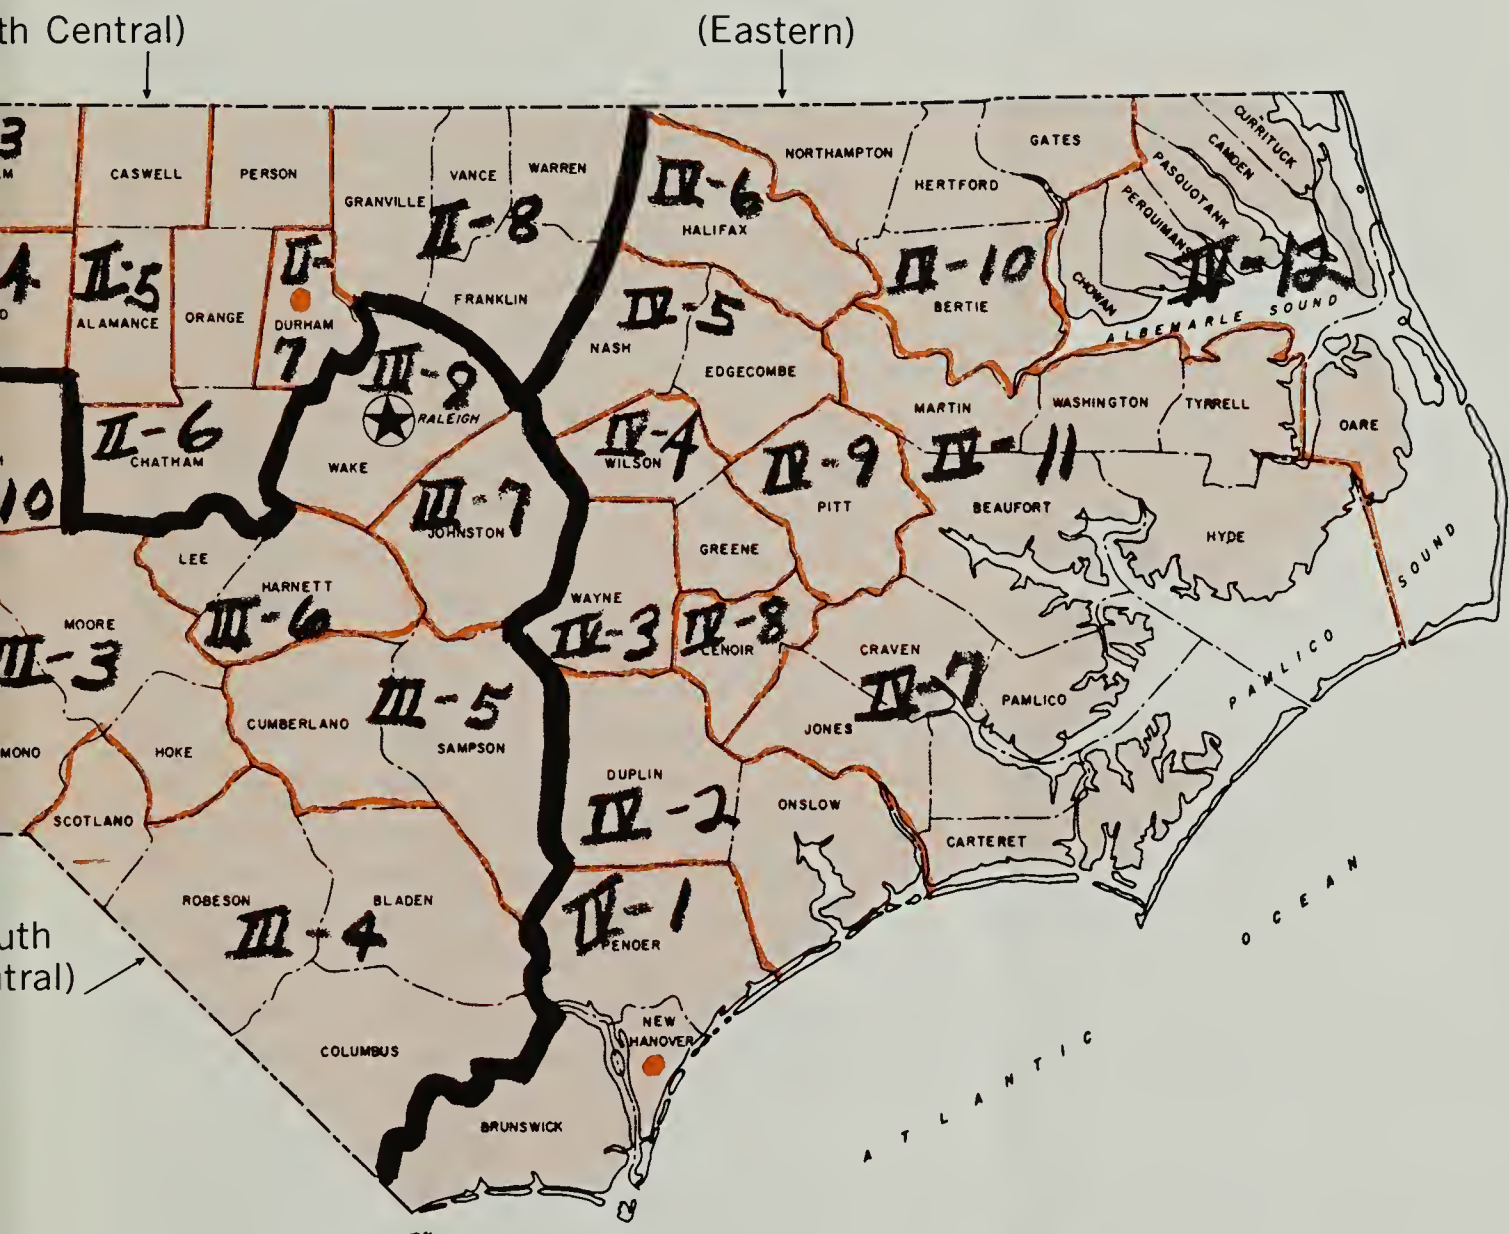 th Central)
(Eastern)
3
M
CASWELL
PERSON
GRANVILLE
VANCE
WARREN
II-8
IV-6
HALIFAX
NORTHAMPTON
HERTFORD
GATES
CURRITUCK
CAMDEN
PASQUOTANK
PERQUIMANS
CHOWAN
IV-12
4
II-5
ALAMANCE
ORANGE
II-
DURHAM
7
FRANKLIN
IV-5
NASH
EDGECOMBE
IV-10
BERTIE
ALBEMARLE SOUND
III-8
RALEIGH
WAKE
II-6
CHATHAM
10
IV-4
WILSON
IV-9
PITT
MARTIN
WASHINGTON
TYRRELL
DARE
IV-11
BEAUFORT
HYDE
III-7
JOHNSTON
GREENE
LEE
HARNETT
III-6
WAYNE
IV-3
IV-8
LENOIR
CRAVEN
IV-7
PAMLICO
JONES
PAMLICO SOUND
MOORE
III-3
MOND
HOKE
CUMBERLAND
III-5
SAMPSON
SCOTLAND
DUPLIN
IV-2
ONSLOW
CARTERET
ROBESON
BLADEN
III-4
IV-1
PENDER
uth
tral)
COLUMBUS
NEW
HANOVER
BRUNSWICK
ATLANTIC OCEAN